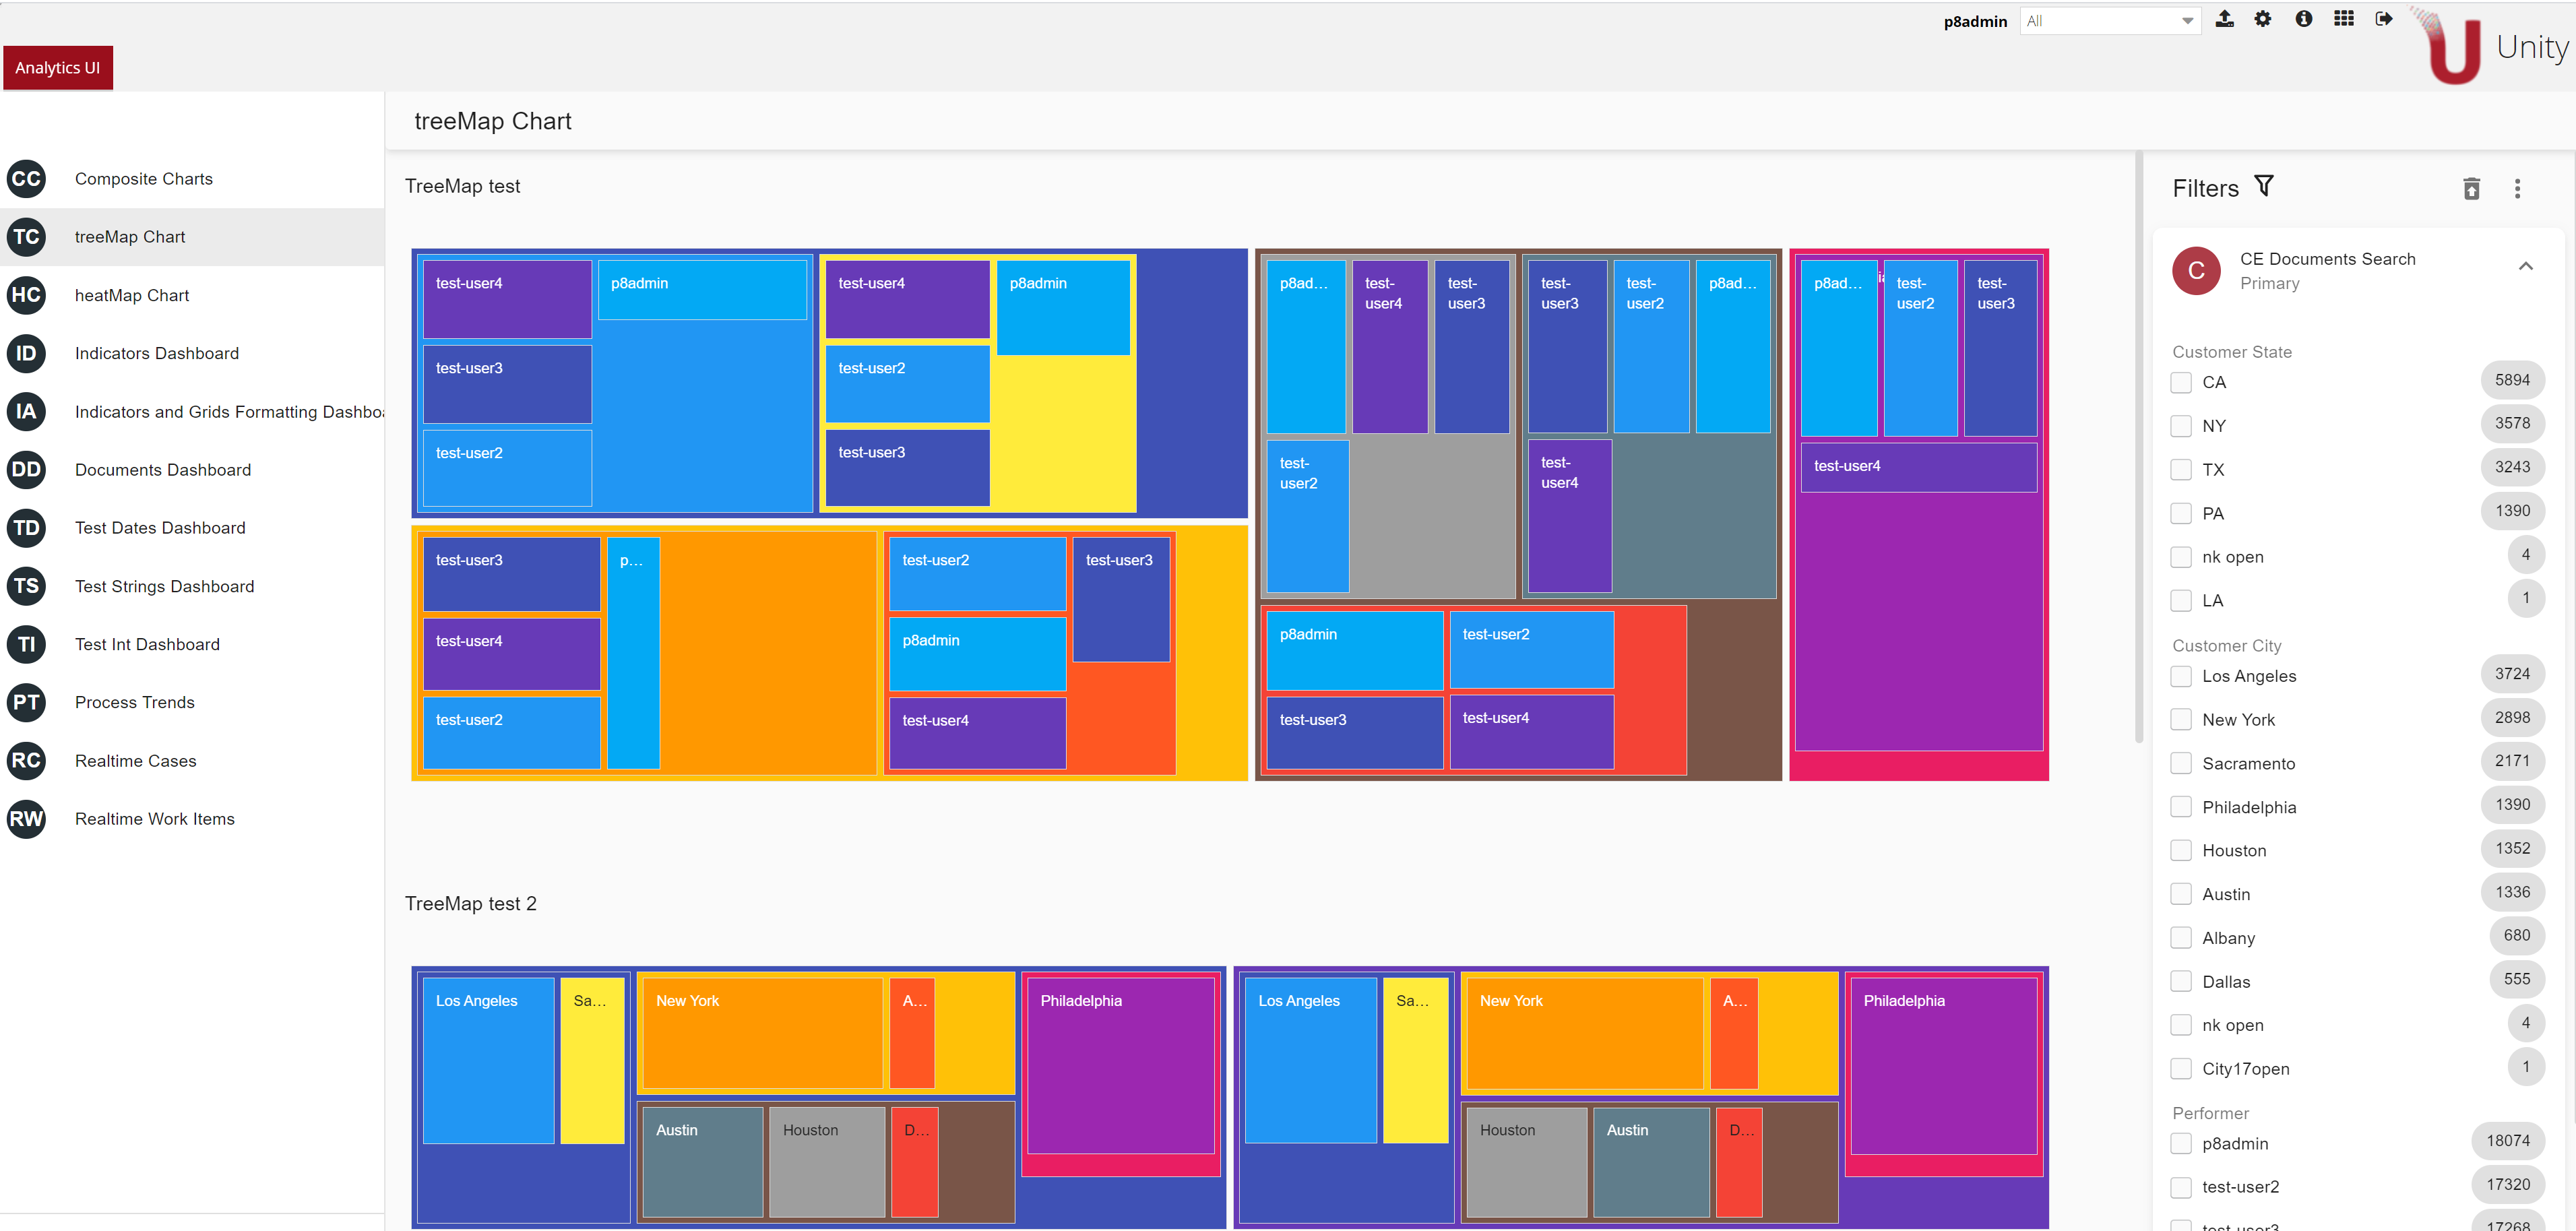 p8admin
All
Unity
Analytics UI
CC Composite Charts
TC treeMap Chart
HC heatMap Chart
ID Indicators Dashboard
IA Indicators and Grids Formatting Dashbo
DD Documents Dashboard
TD Test Dates Dashboard
TS Test Strings Dashboard
TI Test Int Dashboard
PT Process Trends
RC Realtime Cases
RW Realtime Work Items
treeMap Chart
TreeMap test
test-user4
p8admin
test-user3
test-user2
test-user4
p8admin
test-user2
test-user3
p8ad...
test-
user4
test-
user3
test-
user2
test-
user3
test-
user2
p8ad...
test-
user4
p8ad...
test-
user2
test-
user3
test-user4
test-user3
p...
test-user4
test-user2
test-user2
test-user3
p8admin
test-user4
p8admin
test-user2
test-user3
test-user4
TreeMap test 2
Los Angeles
Sa...
New York
A...
Philadelphia
Austin
Houston
D...
Los Angeles
Sa...
New York
A...
Philadelphia
Houston
Austin
D...
Filters
C
CE Documents Search
Primary
Customer State
CA 5894
NY 3578
TX 3243
PA 1390
nk open 4
LA 1
Customer City
Los Angeles 3724
New York 2898
Sacramento 2171
Philadelphia 1390
Houston 1352
Austin 1336
Albany 680
Dallas 555
nk open 4
City17open 1
Performer
p8admin 18074
test-user2 17320
test-user3 17268